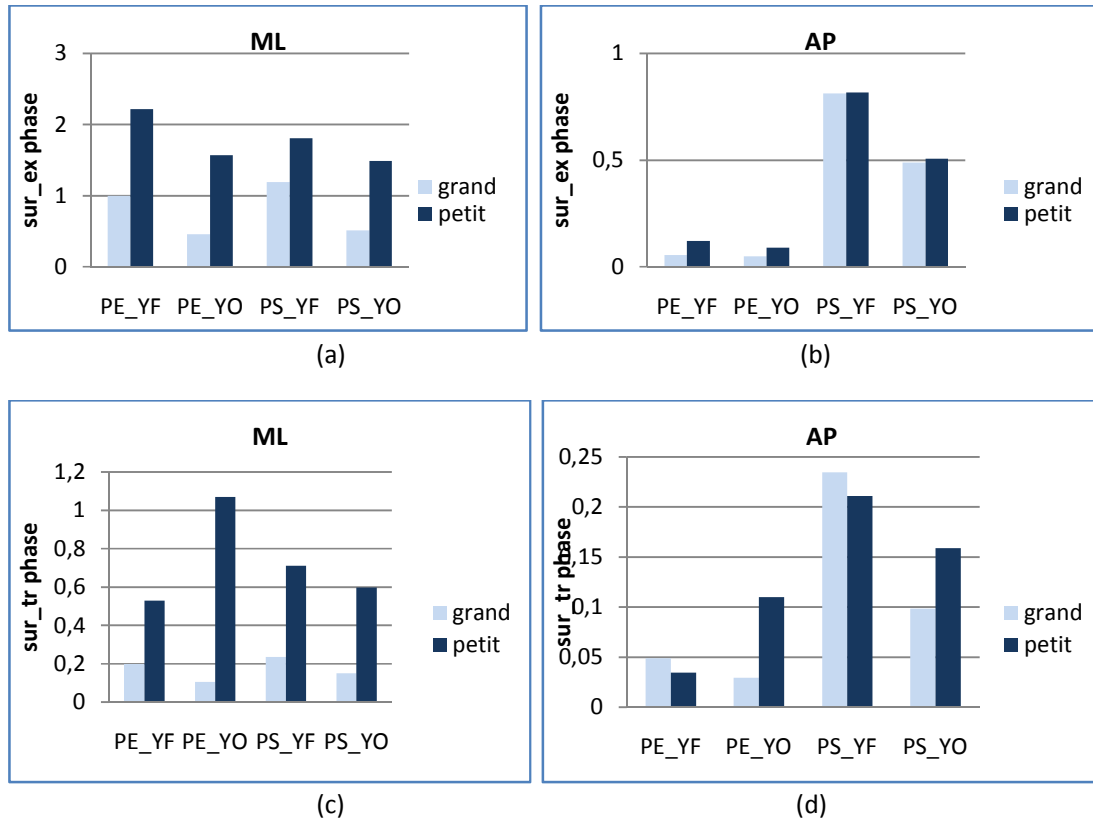 ML
3
2
1
0
sur_ex phase
PE_YF PE_YO PS_YF PS_YO
grand
petit
(a)
AP
1
0,5
0
sur_ex phase
PE_YF PE_YO PS_YF PS_YO
grand
petit
(b)
ML
1,2
1
0,8
0,6
0,4
0,2
0
sur_tr phase
PE_YF PE_YO PS_YF PS_YO
grand
petit
(c)
AP
0,25
0,2
0,15
0,1
0,05
0
sur_tr phase
PE_YF PE_YO PS_YF PS_YO
grand
petit
(d)